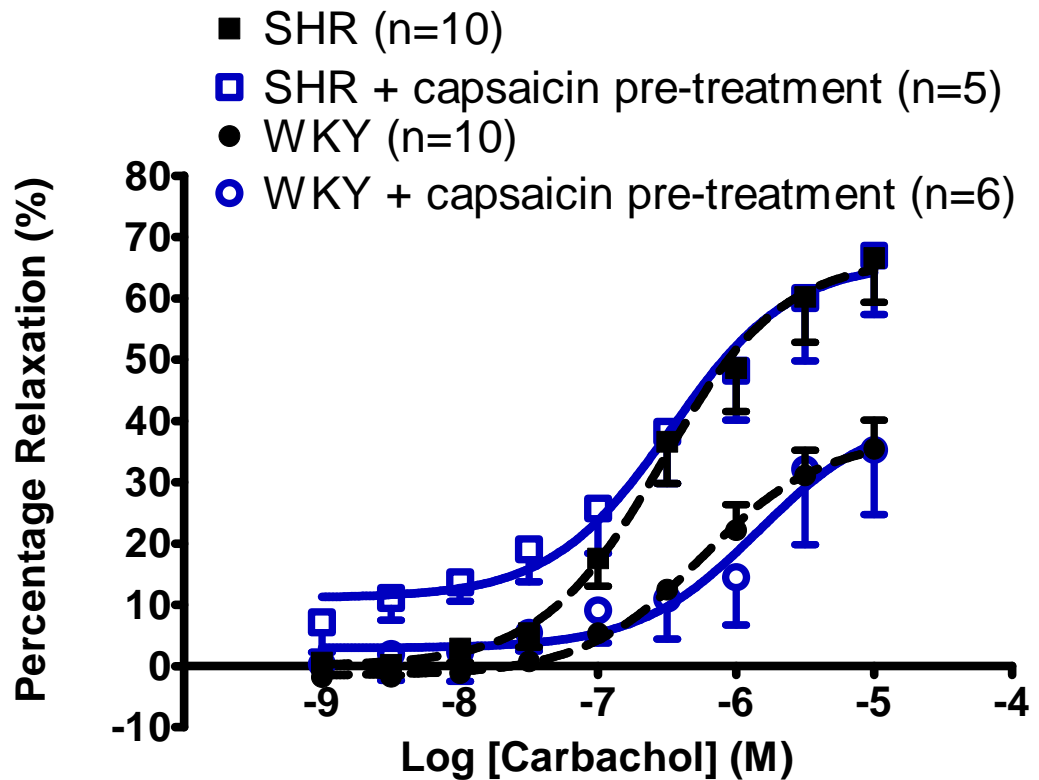 SHR (n=10)
SHR + capsaicin pre-treatment (n=5)
WKY (n=10)
WKY + capsaicin pre-treatment (n=6)
80
70
60
50
40
30
20
10
0
-10
Percentage Relaxation (%)
-9 -8 -7 -6 -5 -4
Log [Carbachol] (M)